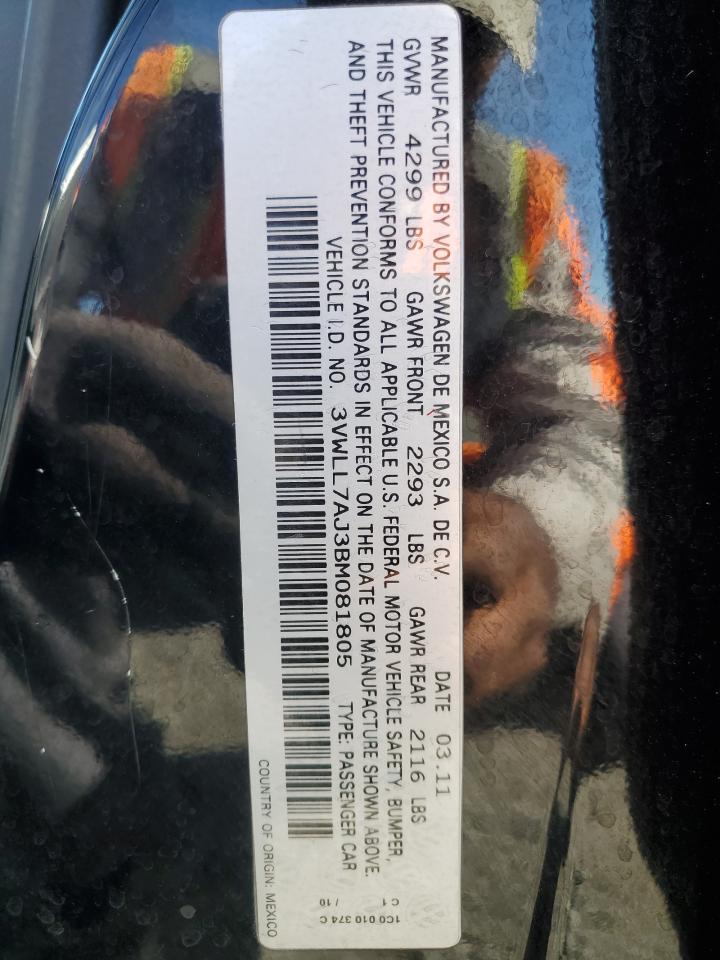 MANUFACTURED BY VOLKSWAGEN DE MEXICO S.A. DE C.V. DATE 03.11
GVWR 4299 LBS GAWR FRONT 2293 LBS GAWR REAR 2116 LBS
THIS VEHICLE CONFORMS TO ALL APPLICABLE U.S. FEDERAL MOTOR VEHICLE SAFETY, BUMPER,
AND THEFT PREVENTION STANDARDS IN EFFECT ON THE DATE OF MANUFACTURE SHOWN ABOVE.
VEHICLE I.D. NO. 3VWLL7AJ3BM081805 TYPE: PASSENGER CAR
COUNTRY OF ORIGIN: MEXICO
1C0 010 374 C
C 1
/ 19